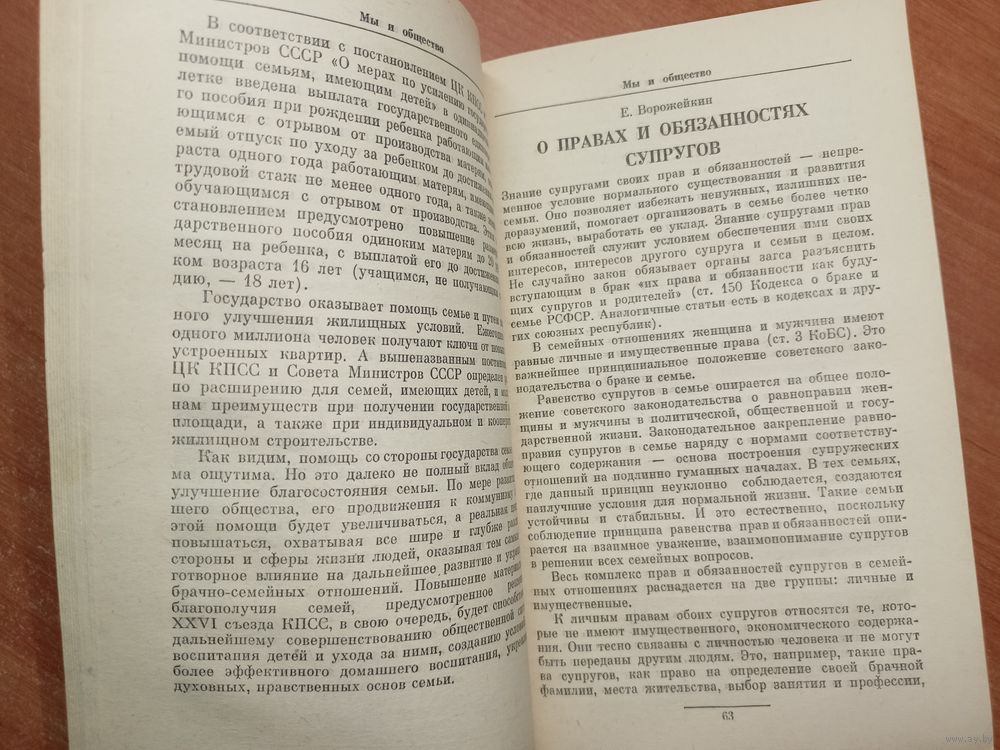 Мы и общество
В соответствии с постановлением ЦК КПСС
Министров СССР «О мерах по усилению
помощи семьям, имеющим детей» в
летке введена выплата государственного
го пособия при рождении ребенка работающим
ющимся с отрывом от производства матерям,
емый отпуск по уходу за ребенком до достижения
раста одного года работающим матерям,
трудовой стаж не менее одного года, а также
обучающимся с отрывом от производства.
становлением предусмотрено повышение
дарственного пособия одиноким матерям до 20
месяц на ребенка, с выплатой его до достижения
ком возраста 16 лет (учащимся, не получающим
дию, — 18 лет).
Государство оказывает помощь семье и путем
ного улучшения жилищных условий. Ежегодно
одного миллиона человек получают ключи от
устроенных квартир. А вышеназванным
ЦК КПСС и Совета Министров СССР
по расширению для семей, имеющих детей, и
нам преимуществ при получении государственной
площади, а также при индивидуальном и
жилищном строительстве.
Как видим, помощь со стороны государства
ма ощутима. Но это далеко не полный вклад
улучшение благосостояния семьи. По мере
шего общества, его продвижения к коммунизму
этой помощи будет увеличиваться, а реальном
повышаться, охватывая все шире и глубже
стороны и сферы жизни людей, оказывая тем
готворное влияние на дальнейшее развитие и
брачно-семейных отношений. Повышение
благополучия семей, предусмотренное
XXVI съезда КПСС, в свою очередь, будет
дальнейшему совершенствованию общественной
воспитания детей и ухода за ними, созданию
более эффективного домашнего воспитания,
духовных, нравственных основ семьи.
Мы и общество
Е. Ворожейкин
О ПРАВАХ И ОБЯЗАННОСТЯХ
СУПРУГОВ
Знание супругами своих прав и обязанностей — непре-
менное условие нормального существования и развития
семьи. Оно позволяет избежать ненужных, излишних не-
доразумений, помогает организовать в семье более четко
всю жизнь, выработать ее уклад. Знание супругами прав
и обязанностей служит условием обеспечения ими своих
интересов, интересов другого супруга и семьи в целом.
Не случайно закон обязывает органы загса разъяснить
вступающим в брак «их права и обязанности как буду-
щих супругов и родителей» (ст. 150 Кодекса о браке и
семье РСФСР. Аналогичные статьи есть в кодексах и дру-
гих союзных республик).
В семейных отношениях женщина и мужчина имеют
равные личные и имущественные права (ст. 3 КоБС). Это
важнейшее принципиальное положение советского зако-
нодательства о браке и семье.
Равенство супругов в семье опирается на общее поло-
жение советского законодательства о равноправии жен-
щины и мужчины в политической, общественной и госу-
дарственной жизни. Законодательное закрепление равно-
правия супругов в семье наряду с нормами соответству-
ющего содержания — основа построения супружеских
отношений на подлинно гуманных началах. В тех семьях,
где данный принцип неуклонно соблюдается, создаются
наилучшие условия для нормальной жизни. Такие семьи
устойчивы и стабильны. И это естественно, поскольку
соблюдение принципа равенства прав и обязанностей опи-
рается на взаимное уважение, взаимопонимание супругов
в решении всех семейных вопросов.
Весь комплекс прав и обязанностей супругов в семей-
ных отношениях распадается на две группы: личные и
имущественные.
К личным правам обоих супругов относятся те, кото-
рые не имеют имущественного, экономического содержа-
ния. Они тесно связаны с личностью человека и не могут
быть переданы другим людям. Это, например, такие пра-
ва супругов, как право на определение своей брачной
фамилии, места жительства, выбор занятия и профессии,
63
www.ay.by